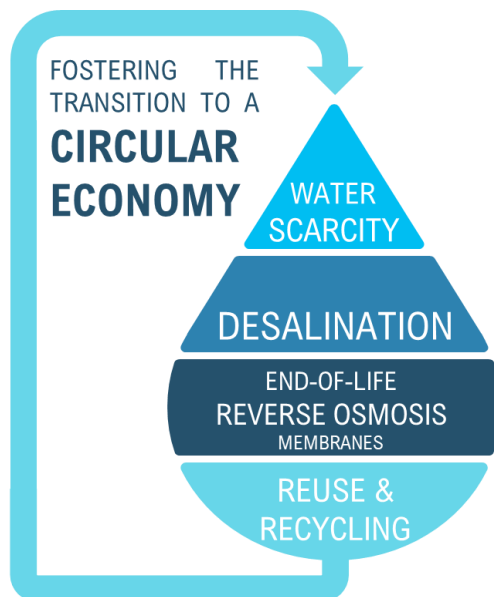 FOSTERING THE
TRANSITION TO A
CIRCULAR
ECONOMY
WATER
SCARCITY
DESALINATION
END-OF-LIFE
REVERSE OSMOSIS
MEMBRANES
REUSE &
RECYCLING